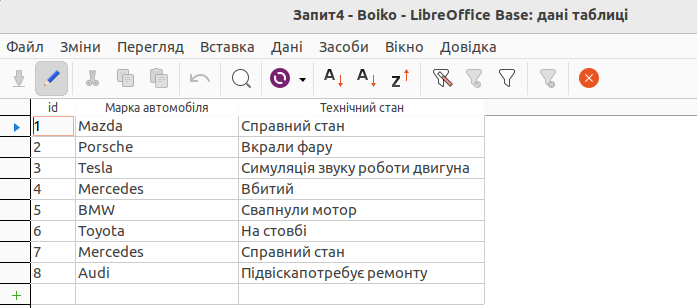 Запит4 - Boiko - LibreOffice Base: дані таблиці
Файл Зміни Перегляд Вставка Дані Засоби Вікно Довідка
id Марка автомобіля Технічний стан
1 Mazda Справний стан
2 Porsche Вкрали фару
3 Tesla Симуляція звуку роботи двигуна
4 Mercedes Вбитий
5 BMW Свапнули мотор
6 Toyota На стовбі
7 Mercedes Справний стан
8 Audi Підвіскапотребує ремонту